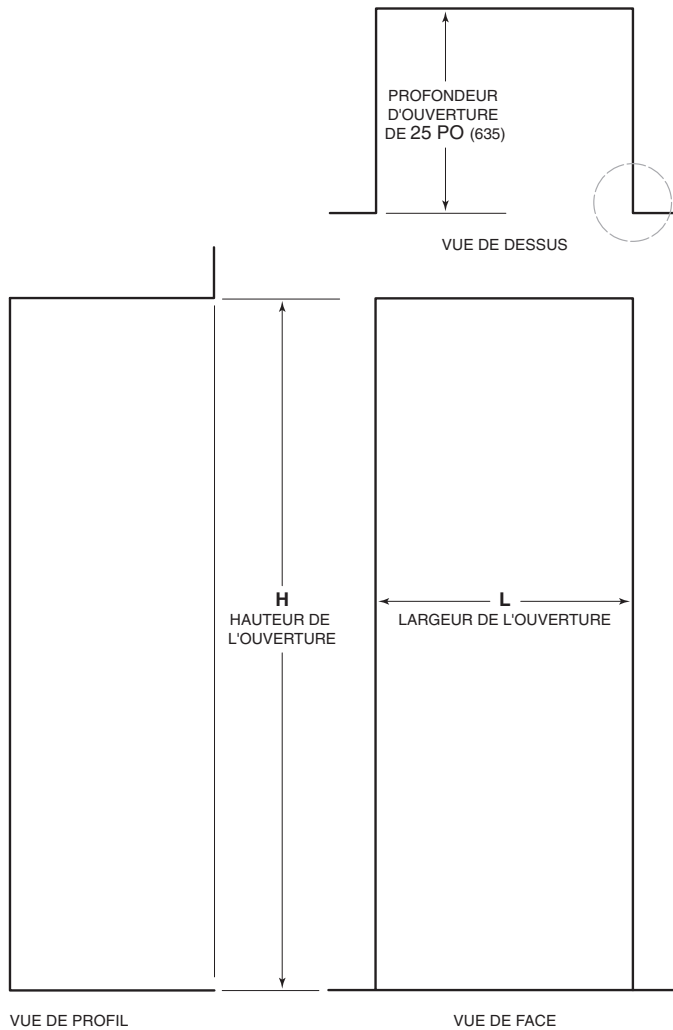 PROFONDEUR
D'OUVERTURE
DE 25 PO (635)
VUE DE DESSUS
H
HAUTEUR DE
L'OUVERTURE
L
LARGEUR DE L'OUVERTURE
VUE DE PROFIL
VUE DE FACE